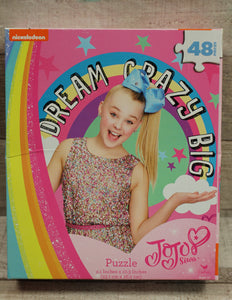 nickelodeon
48
DREAM CRAZY BIG
JoJo
Siwa
Puzzle